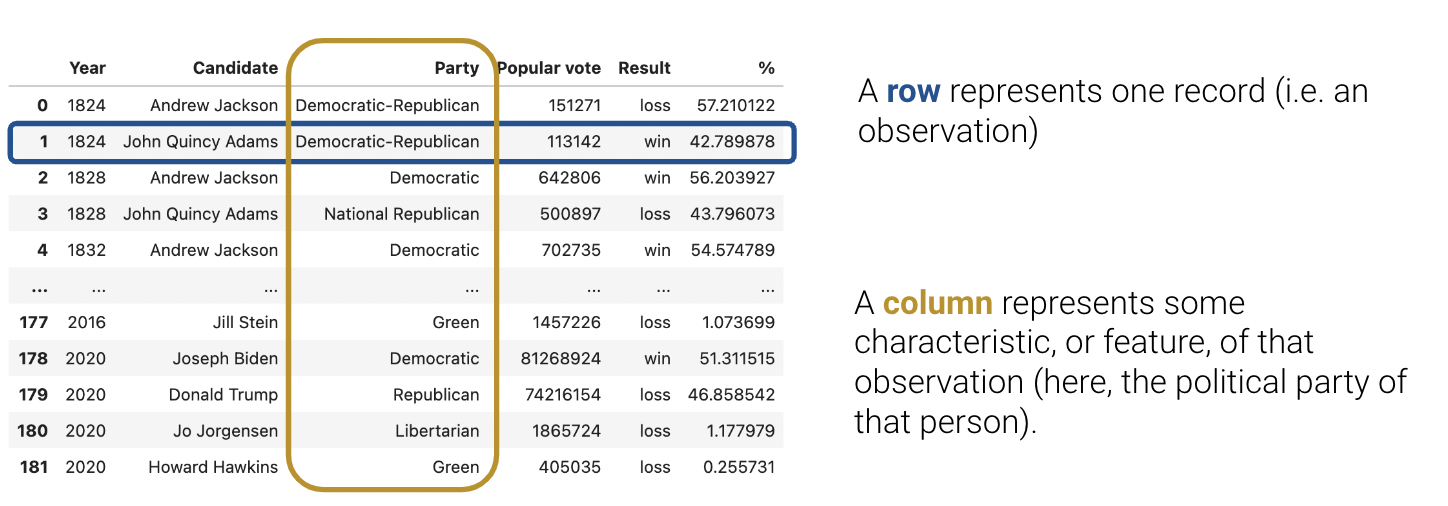 Year Candidate Party Popular vote Result %
0 1824 Andrew Jackson Democratic-Republican 151271 loss 57.210122
1 1824 John Quincy Adams Democratic-Republican 113142 win 42.789878
2 1828 Andrew Jackson Democratic 642806 win 56.203927
3 1828 John Quincy Adams National Republican 500897 loss 43.796073
4 1832 Andrew Jackson Democratic 702735 win 54.574789
... ... ... ... ... ... ...
177 2016 Jill Stein Green 1457226 loss 1.073699
178 2020 Joseph Biden Democratic 81268924 win 51.311515
179 2020 Donald Trump Republican 74216154 loss 46.858542
180 2020 Jo Jorgensen Libertarian 1865724 loss 1.177979
181 2020 Howard Hawkins Green 405035 loss 0.255731
A row represents one record (i.e. an
observation)
A column represents some
characteristic, or feature, of that
observation (here, the political party of
that person).